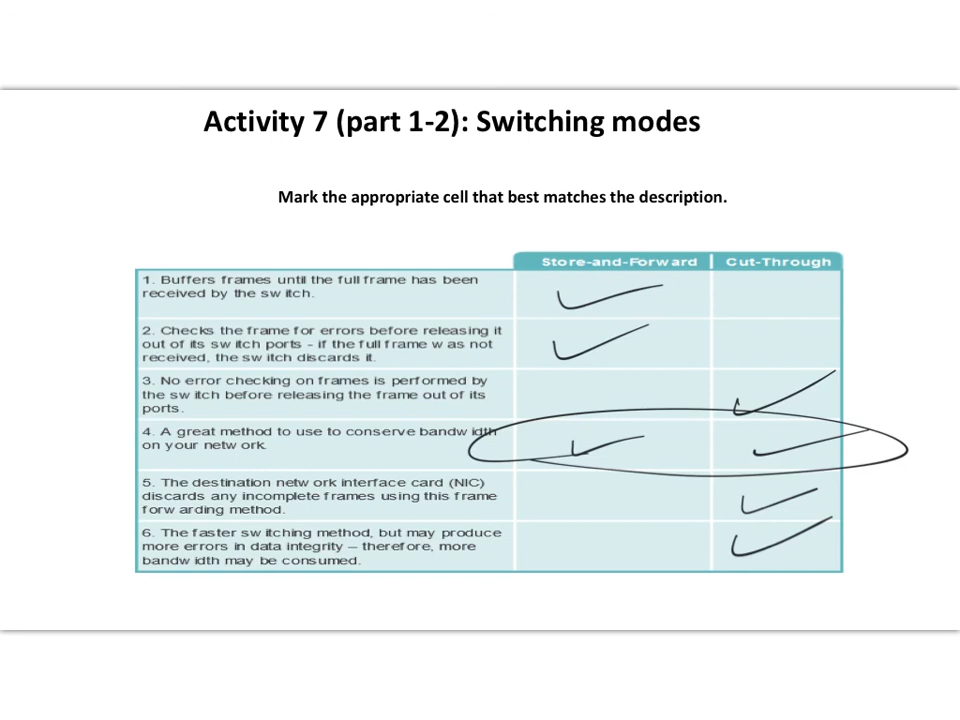 Activity 7 (part 1-2): Switching modes
Mark the appropriate cell that best matches the description.
Store-and-Forward | Cut-Through
1. Buffers frames until the full frame has been
received by the sw itch.
2. Checks the frame for errors before releasing it
out of its sw itch ports - if the full frame w as not
received, the sw itch discards it.
3. No error checking on frames is performed by
the sw itch before releasing the frame out of its
ports.
4. A great method to use to conserve bandw idth
on your netw ork.
5. The destination netw ork interface card (NIC)
discards any incomplete frames using this frame
forw arding method.
6. The faster sw itching method, but may produce
more errors in data integrity – therefore, more
bandw idth may be consumed.